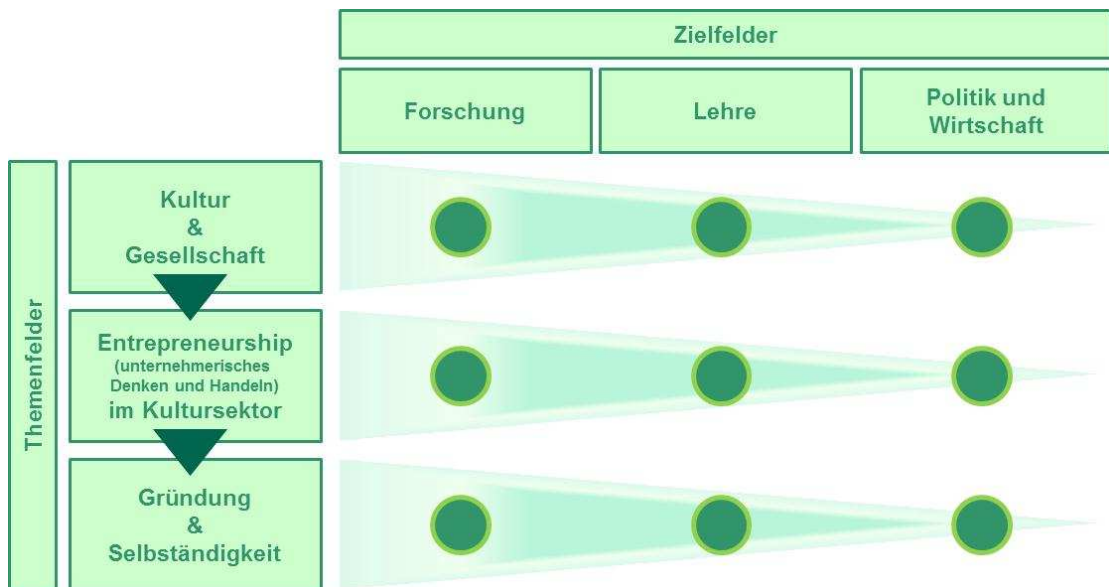 Zielfelder
Forschung
Lehre
Politik und
Wirtschaft
Themenfelder
Kultur
&
Gesellschaft
Entrepreneurship
(unternehmerisches
Denken und Handeln)
im Kultursektor
Gründung
&
Selbständigkeit